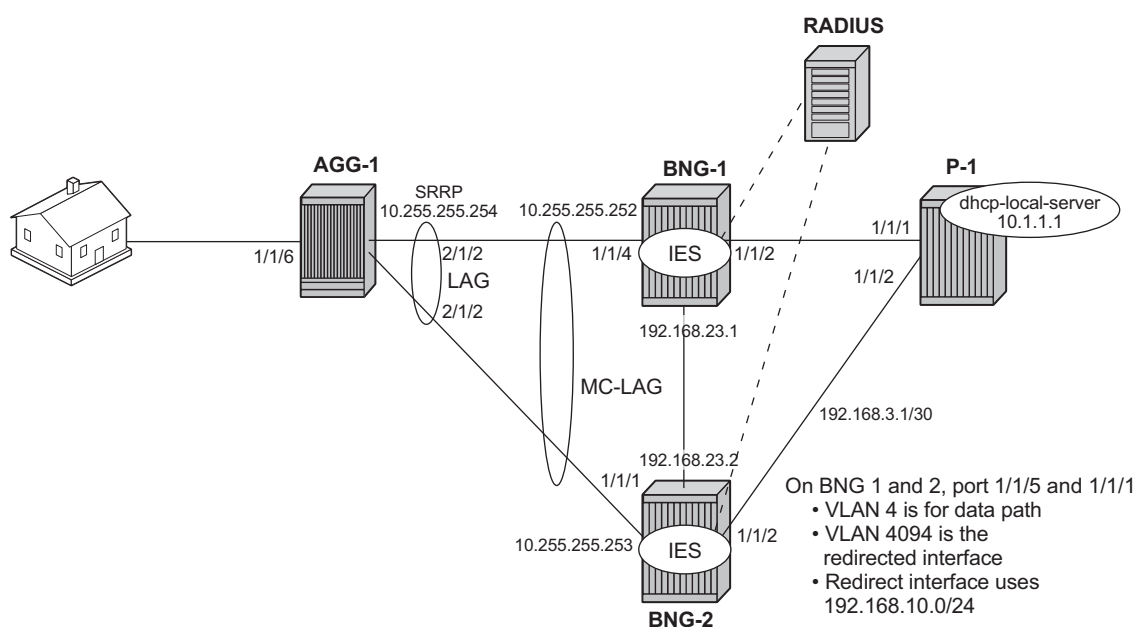 RADIUS
AGG-1
BNG-1
P-1
SRRP
10.255.255.254
10.255.255.252
dhcp-local-server
10.1.1.1
1/1/6
2/1/2
LAG
2/1/2
1/1/4
IES
1/1/2
1/1/1
1/1/2
192.168.23.1
MC-LAG
192.168.3.1/30
192.168.23.2
1/1/1
10.255.255.253
IES
1/1/2
BNG-2
On BNG 1 and 2, port 1/1/5 and 1/1/1
• VLAN 4 is for data path
• VLAN 4094 is the
redirected interface
• Redirect interface uses
192.168.10.0/24